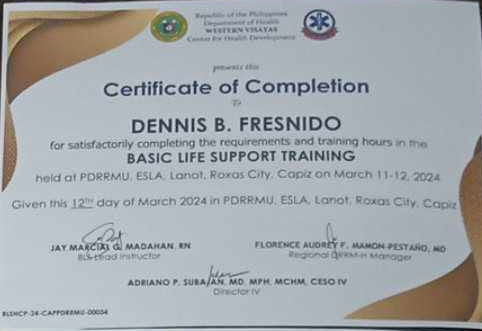 Republic of the Philippines
Department of Health
WESTERN VISAYAS
Center for Health Development
presents this
Certificate of Completion
To
DENNIS B. FRESNIDO
for satisfactorily completing the requirements and training hours in the
BASIC LIFE SUPPORT TRAINING
held at PDRRMU, ESLA, Lanot, Roxas City, Capiz on March 11-12, 2024.
Given this 12TH day of March 2024 in PDRRMU, ESLA, Lanot, Roxas City, Capiz
JAY MARCIAL G. MADAHAN, RN
BLS Lead Instructor
FLORENCE AUDREY F. MAMON-PESTAÑO, MD
Regional DRRM-H Manager
ADRIANO P. SUBAAN, MD, MPH, MCHM, CESO IV
Director IV
BLSHCP-24-CAPPDRRMU-00034